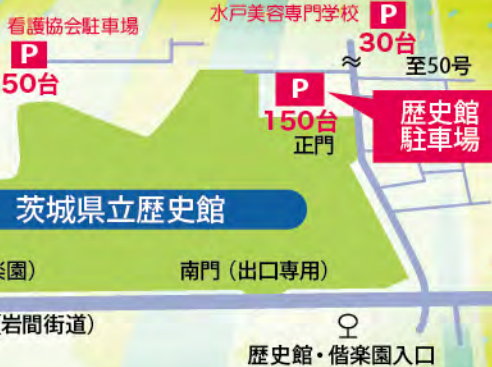 看護協会駐車場
P
50台
水戸美容専門学校
P
30台
至50号
P
150台
正門
歴史館
駐車場
茨城県立歴史館
楽園）
南門（出口専用）
（岩間街道）
歴史館・偕楽園入口